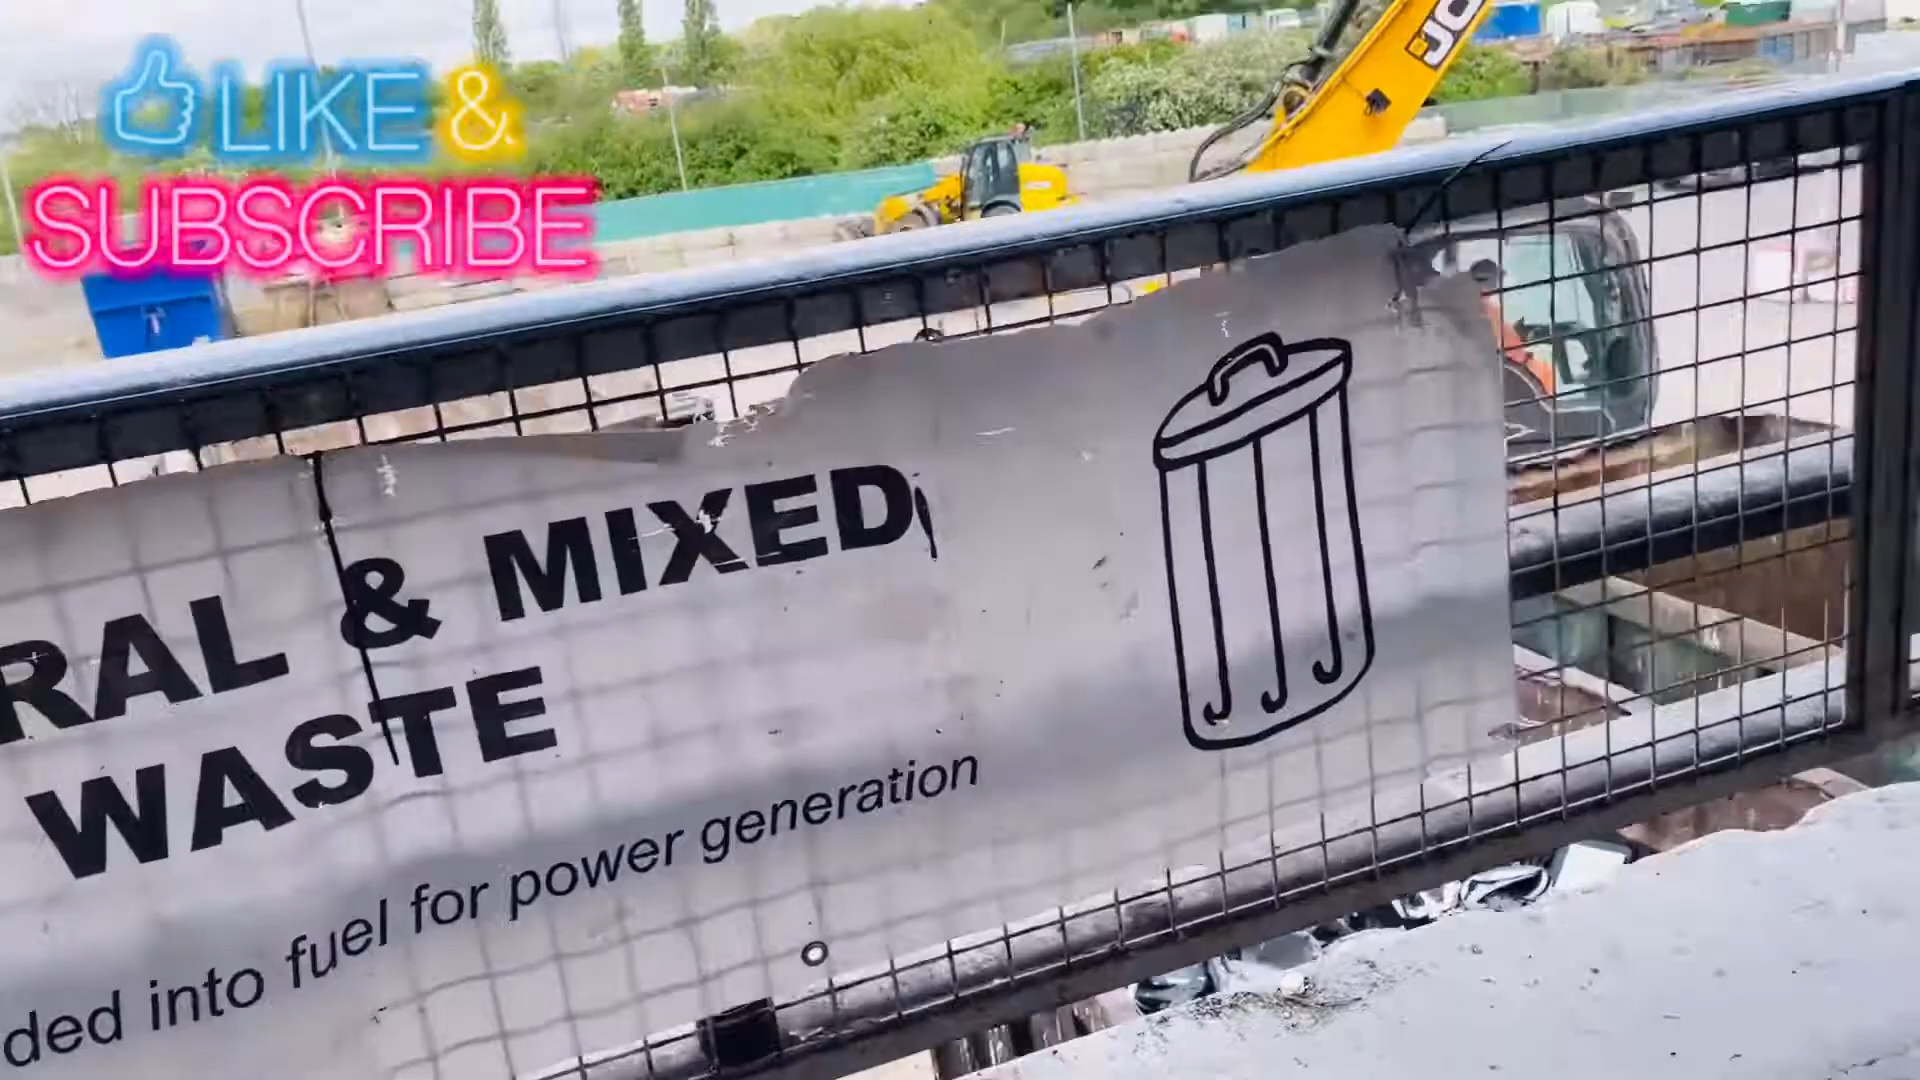 LIKE &
SUBSCRIBE
RAL & MIXED
WASTE
ded into fuel for power generation